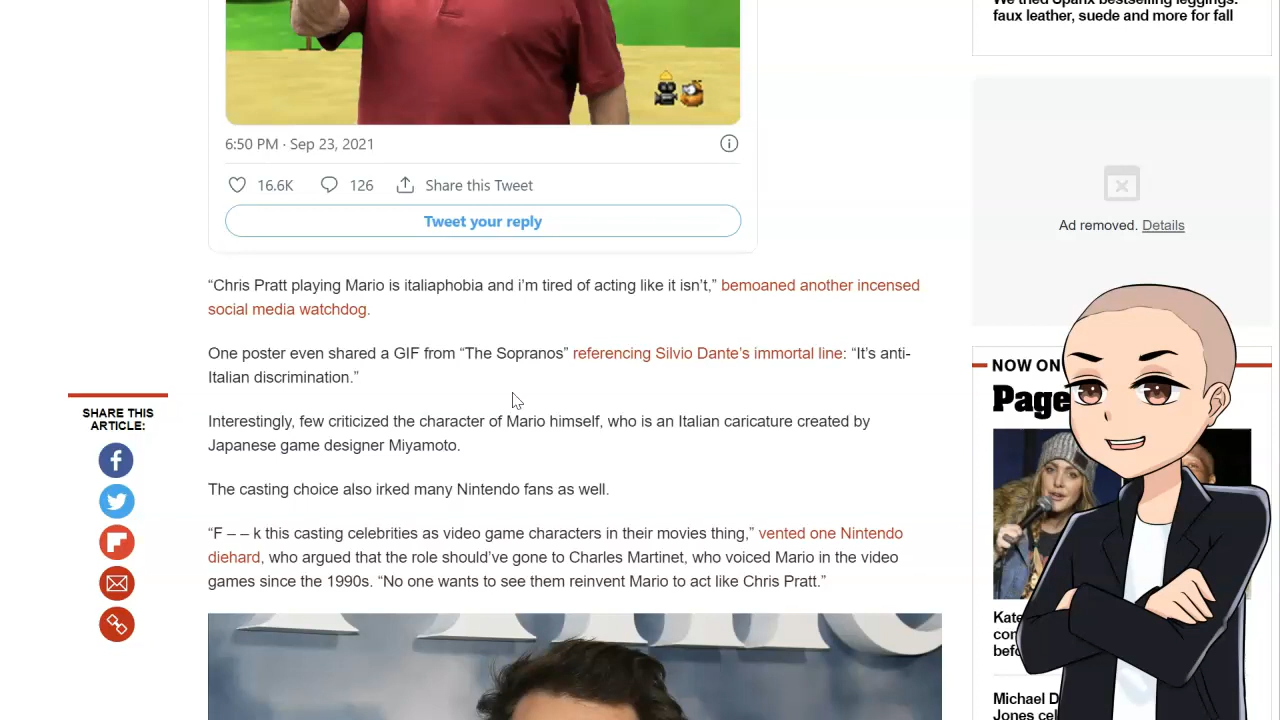 We tried Spanx bestselling leggings:
faux leather, suede and more for fall
6:50 PM · Sep 23, 2021
16.6K 126 Share this Tweet
Tweet your reply
Ad removed. Details
“Chris Pratt playing Mario is italiaphobia and i’m tired of acting like it isn’t,” bemoaned another incensed
social media watchdog.
One poster even shared a GIF from “The Sopranos” referencing Silvio Dante’s immortal line: “It’s anti-
Italian discrimination.”
Interestingly, few criticized the character of Mario himself, who is an Italian caricature created by
Japanese game designer Miyamoto.
The casting choice also irked many Nintendo fans as well.
“F – – k this casting celebrities as video game characters in their movies thing,” vented one Nintendo
diehard, who argued that the role should’ve gone to Charles Martinet, who voiced Mario in the video
games since the 1990s. “No one wants to see them reinvent Mario to act like Chris Pratt.”
SHARE THIS
ARTICLE:
NOW ON
Page
Kate
con
befo
Michael D
Jones cel